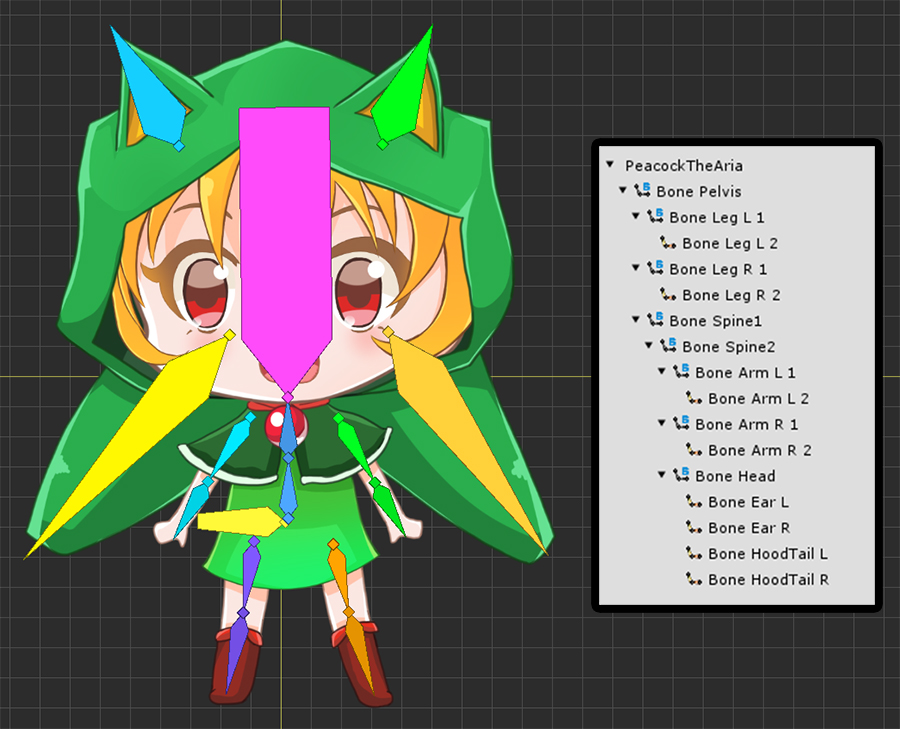 PeacockTheAria
Bone Pelvis
Bone Leg L 1
Bone Leg L 2
Bone Leg R 1
Bone Leg R 2
Bone Spine1
Bone Spine2
Bone Arm L 1
Bone Arm L 2
Bone Arm R 1
Bone Arm R 2
Bone Head
Bone Ear L
Bone Ear R
Bone HoodTail L
Bone HoodTail R